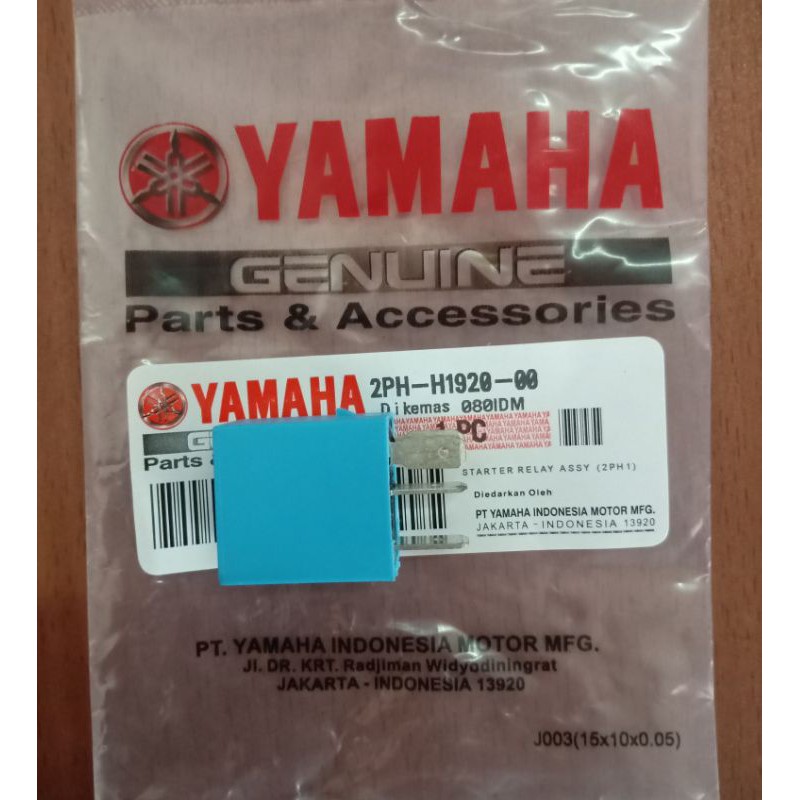 YAMAHA
GENUINE
Parts & Accessories
YAMAHA 2PH-H1920-00
Dikemas 080IDM
1 PC
Parts &
STARTER RELAY ASSY (2PH1)
Diedarkan Oleh
PT YAMAHA INDONESIA MOTOR MFG.
JAKARTA - INDONESIA 13920
PT. YAMAHA INDONESIA MOTOR MFG.
Jl. DR. KRT. Radjiman Widyodiningrat
JAKARTA - INDONESIA 13920
J003(15x10x0.05)